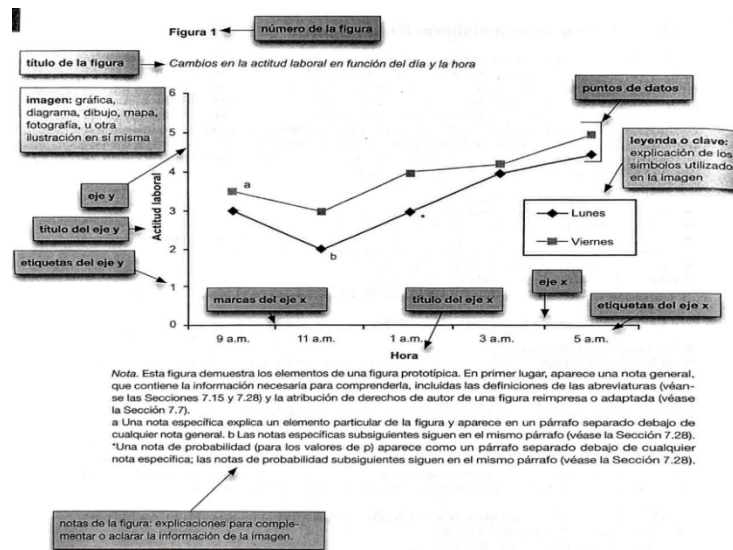 Figura 1
número de la figura
título de la figura
Cambios en la actitud laboral en función del día y la hora
imagen: gráfica,
diagrama, dibujo, mapa,
fotografía, u otra
ilustración en sí misma
puntos de datos
leyenda o clave:
explicación de los
símbolos utilizado
en la imagen
eje y
título del eje y
etiquetas del eje y
Actitud laboral
6
5
4
3
2
1
0
a
b
*
Lunes
Viernes
marcas del eje x
título del eje x
eje x
etiquetas del eje x
9 a.m.
11 a.m.
1 a.m.
3 a.m.
5 a.m.
Hora
Nota. Esta figura demuestra los elementos de una figura prototípica. En primer lugar, aparece una nota general,
que contiene la información necesaria para comprenderla, incluidas las definiciones de las abreviaturas (véan-
se las Secciones 7.15 y 7.28) y la atribución de derechos de autor de una figura reimpresa o adaptada (véase
la Sección 7.7).
a Una nota específica explica un elemento particular de la figura y aparece en un párrafo separado debajo de
cualquier nota general. b Las notas específicas subsiguientes siguen en el mismo párrafo (véase la Sección 7.28).
*Una nota de probabilidad (para los valores de p) aparece como un párrafo separado debajo de cualquier
nota específica; las notas de probabilidad subsiguientes siguen en el mismo párrafo (véase la Sección 7.28).
notas de la figura: explicaciones para comple-
mentar o aclarar la información de la imagen.